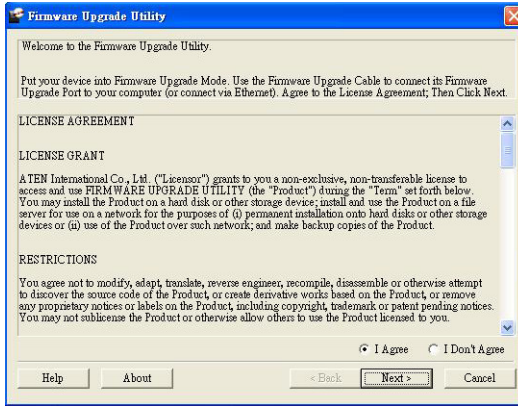 Firmware Upgrade Utility
Welcome to the Firmware Upgrade Utility.
Put your device into Firmware Upgrade Mode. Use the Firmware Upgrade Cable to connect its Firmware
Upgrade Port to your computer (or connect via Ethernet). Agree to the License Agreement; Then Click Next.
LICENSE AGREEMENT
LICENSE GRANT
ATEN International Co., Ltd. ("Licensor") grants to you a non-exclusive, non-transferable license to
access and use FIRMWARE UPGRADE UTILITY (the "Product") during the "Term" set forth below.
You may install the Product on a hard disk or other storage device; install and use the Product on a file
server for use on a network for the purposes of (i) permanent installation onto hard disks or other storage
devices or (ii) use of the Product over such network; and make backup copies of the Product.
RESTRICTIONS
You agree not to modify, adapt, translate, reverse engineer, recompile, disassemble or otherwise attempt
to discover the source code of the Product, or create derivative works based on the Product, or remove
any proprietary notices or labels on the Product, including copyright, trademark or patent pending notices.
You may not sublicense the Product or otherwise allow others to use the Product licensed to you.
I Agree I Don't Agree
Help About < Back Next > Cancel